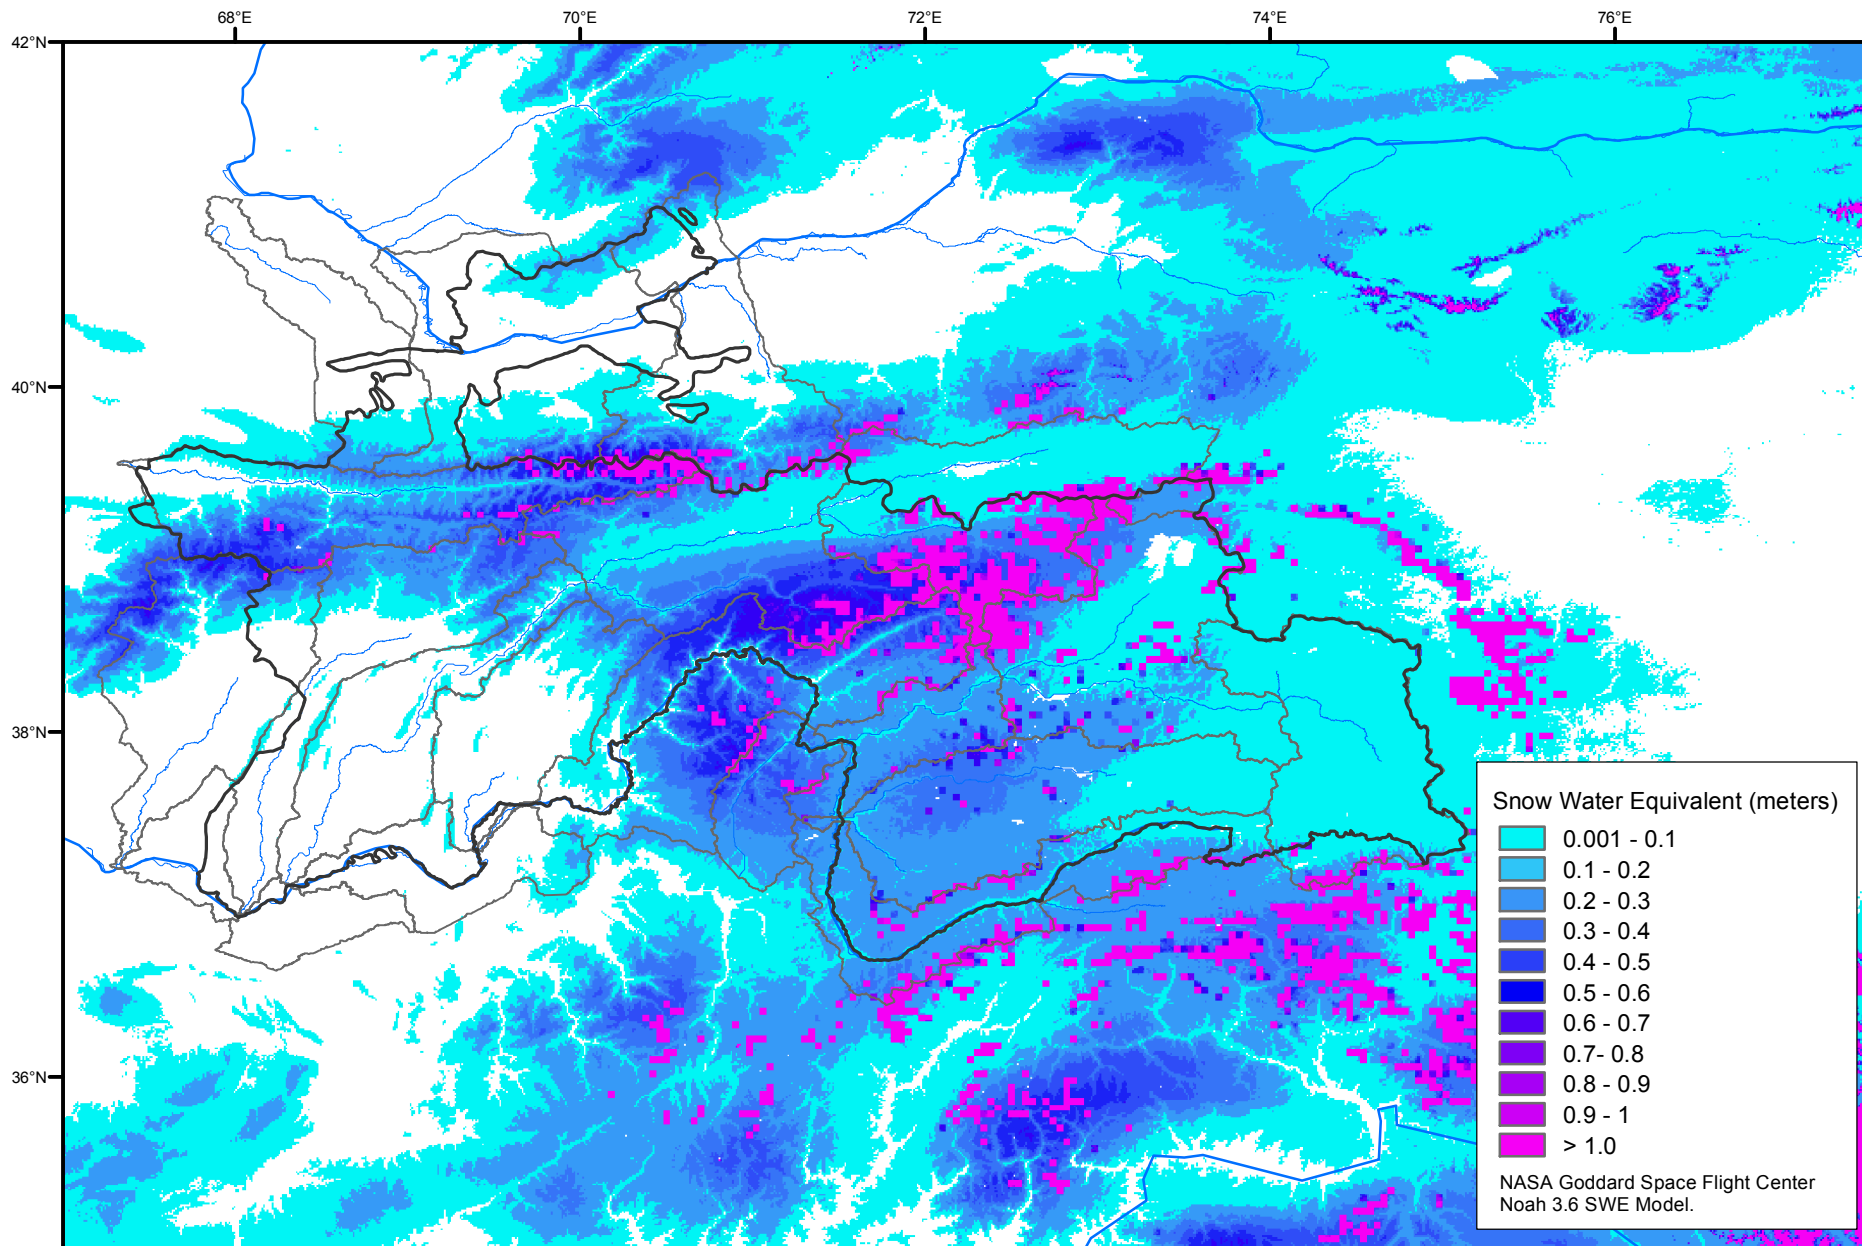 68°E 70°E 72°E 74°E 76°E
42°N
40°N
38°N
36°N
Snow Water Equivalent (meters)
0.001 - 0.1
0.1 - 0.2
0.2 - 0.3
0.3 - 0.4
0.4 - 0.5
0.5 - 0.6
0.6 - 0.7
0.7- 0.8
0.8 - 0.9
0.9 - 1
> 1.0
NASA Goddard Space Flight Center
Noah 3.6 SWE Model.